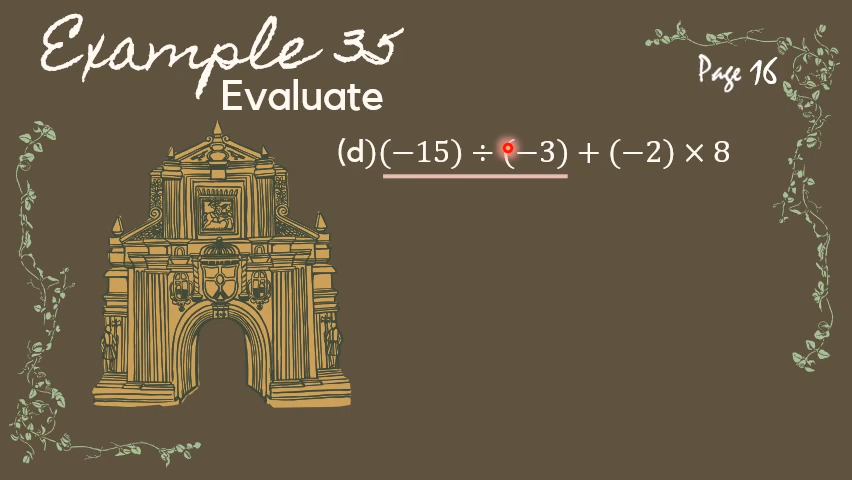 Example 35
Page 16
Evaluate
(d)(−15) ÷ (−3) + (−2) × 8